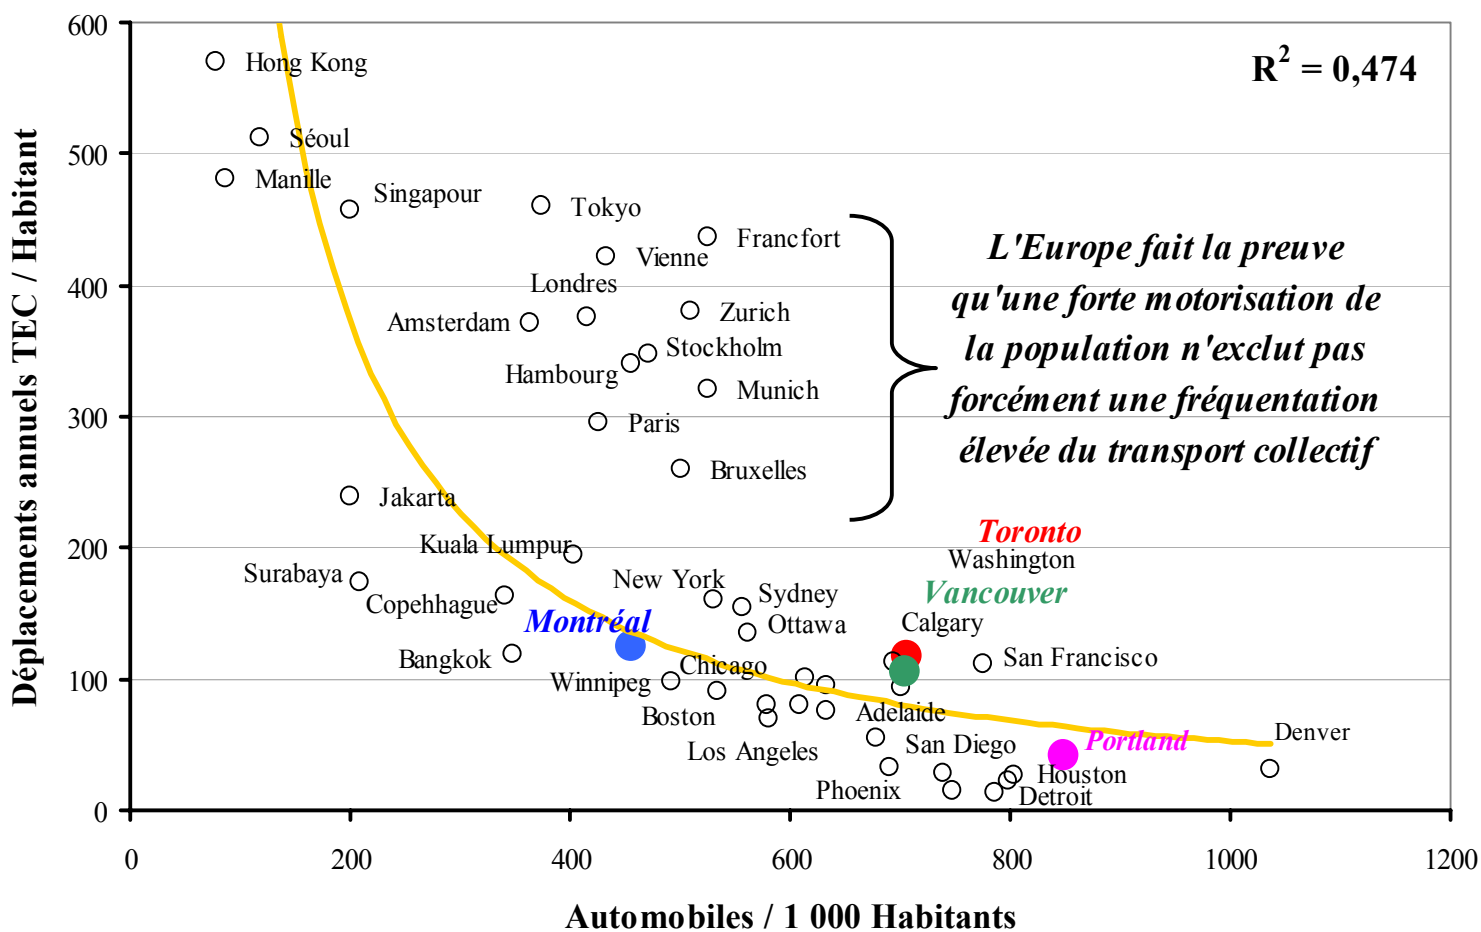 600
500
400
300
200
100
0
Déplacements annuels TEC / Habitant
R² = 0,474
Hong Kong
Séoul
Manille
Singapour
Tokyo
Francfort
Vienne
Londres
Zurich
Amsterdam
Stockholm
Hambourg
Munich
Paris
Bruxelles
Jakarta
L'Europe fait la preuve
qu'une forte motorisation de
la population n'exclut pas
forcément une fréquentation
élevée du transport collectif
Toronto
Kuala Lumpur
Washington
Surabaya
New York
Sydney
Vancouver
Copehhague
Montréal
Ottawa
Calgary
Bangkok
Chicago
San Francisco
Winnipeg
Boston
Adelaide
Los Angeles
San Diego
Portland
Denver
Phoenix
Houston
Detroit
0
200
400
600
800
1000
1200
Automobiles / 1 000 Habitants